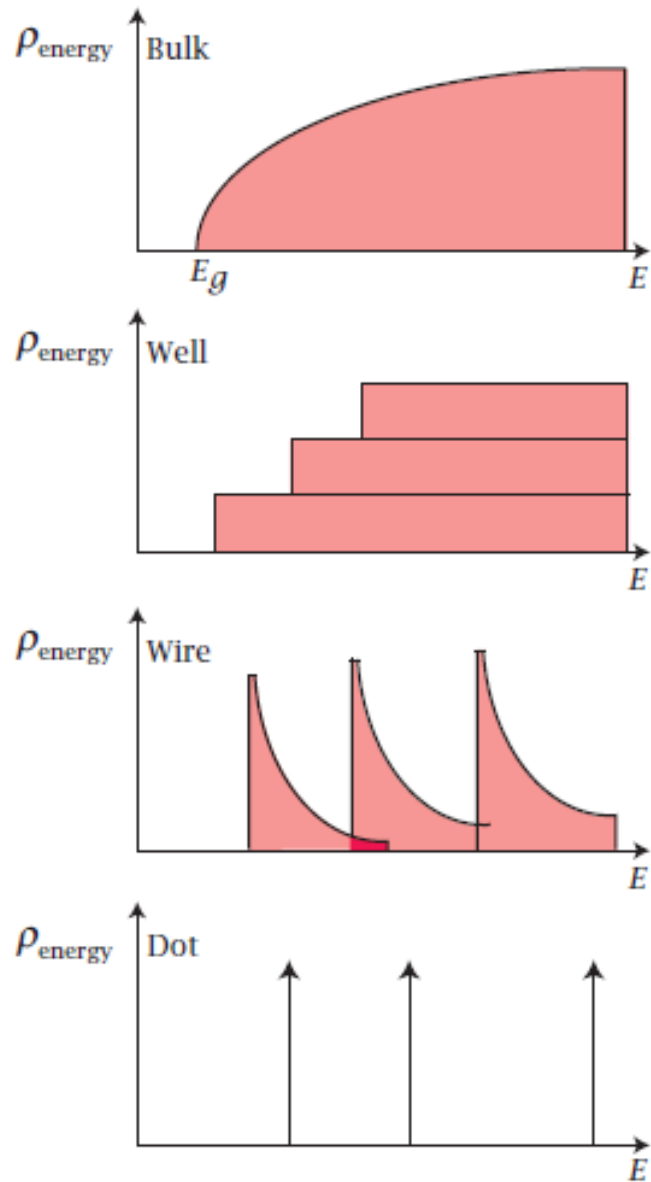 ρenergy Bulk
Eg E
ρenergy Well
E
ρenergy Wire
E
ρenergy Dot
E